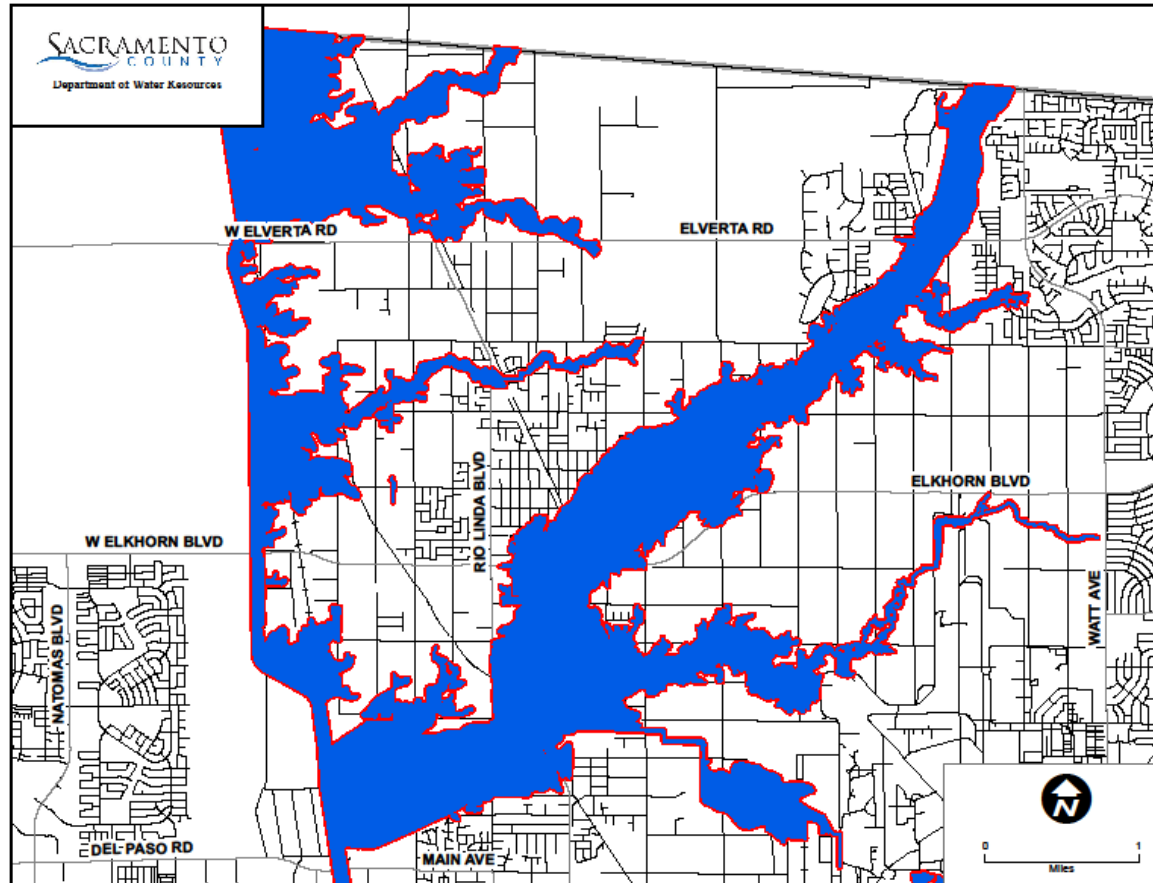 SACRAMENTO
COUNTY
Department of Water Resources
W ELVERTA RD
ELVERTA RD
RIO LINDA BLVD
ELKHORN BLVD
W ELKHORN BLVD
NATOMAS BLVD
WATT AVE
DEL PASO RD
MAIN AVE
N
0 1
Miles